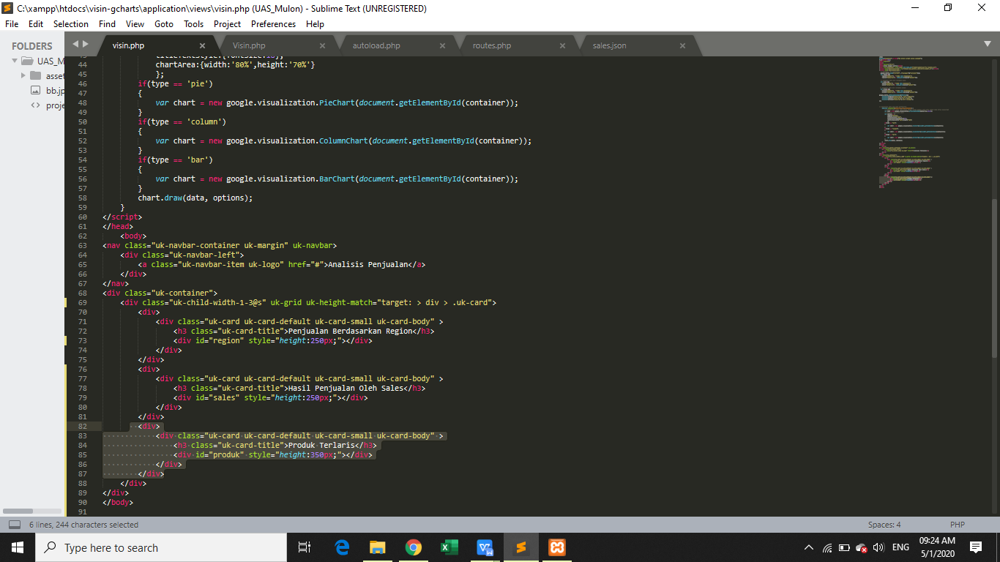 C:\xampp\htdocs\visin-gcharts\application\views\visin.php (UAS_Mulon) - Sublime Text (UNREGISTERED)
File Edit Selection Find View Goto Tools Project Preferences Help
FOLDERS
UAS_M
asset
bb.jp
proje
visin.php Visin.php autoload.php routes.php sales.json
44 chartArea:{width:'80%',height:'70%'}
45 };
46 if(type == 'pie')
47 {
48 var chart = new google.visualization.PieChart(document.getElementById(container));
49 }
50 if(type == 'column')
51 {
52 var chart = new google.visualization.ColumnChart(document.getElementById(container));
53 }
54 if(type == 'bar')
55 {
56 var chart = new google.visualization.BarChart(document.getElementById(container));
57 }
58 chart.draw(data, options);
59 }
60 </script>
61 </head>
62 <body>
63 <nav class="uk-navbar-container uk-margin" uk-navbar>
64 <div class="uk-navbar-left">
65 <a class="uk-navbar-item uk-logo" href="#">Analisis Penjualan</a>
66 </div>
67 </nav>
68 <div class="uk-container">
69 <div class="uk-child-width-1-3@s" uk-grid uk-height-match="target: > div > .uk-card">
70 <div>
71 <div class="uk-card uk-card-default uk-card-small uk-card-body" >
72 <h3 class="uk-card-title">Penjualan Berdasarkan Region</h3>
73 <div id="region" style="height:250px;"></div>
74 </div>
75 </div>
76 <div>
77 <div class="uk-card uk-card-default uk-card-small uk-card-body" >
78 <h3 class="uk-card-title">Hasil Penjualan Oleh Sales</h3>
79 <div id="sales" style="height:250px;"></div>
80 </div>
81 </div>
82 <div>
83 <div class="uk-card uk-card-default uk-card-small uk-card-body" >
84 <h3 class="uk-card-title">Produk Terlaris</h3>
85 <div id="produk" style="height:350px;"></div>
86 </div>
87 </div>
88 </div>
89 </div>
90 </body>
91
6 lines, 244 characters selected Spaces: 4 PHP
Type here to search
ENG
09:24 AM
5/1/2020